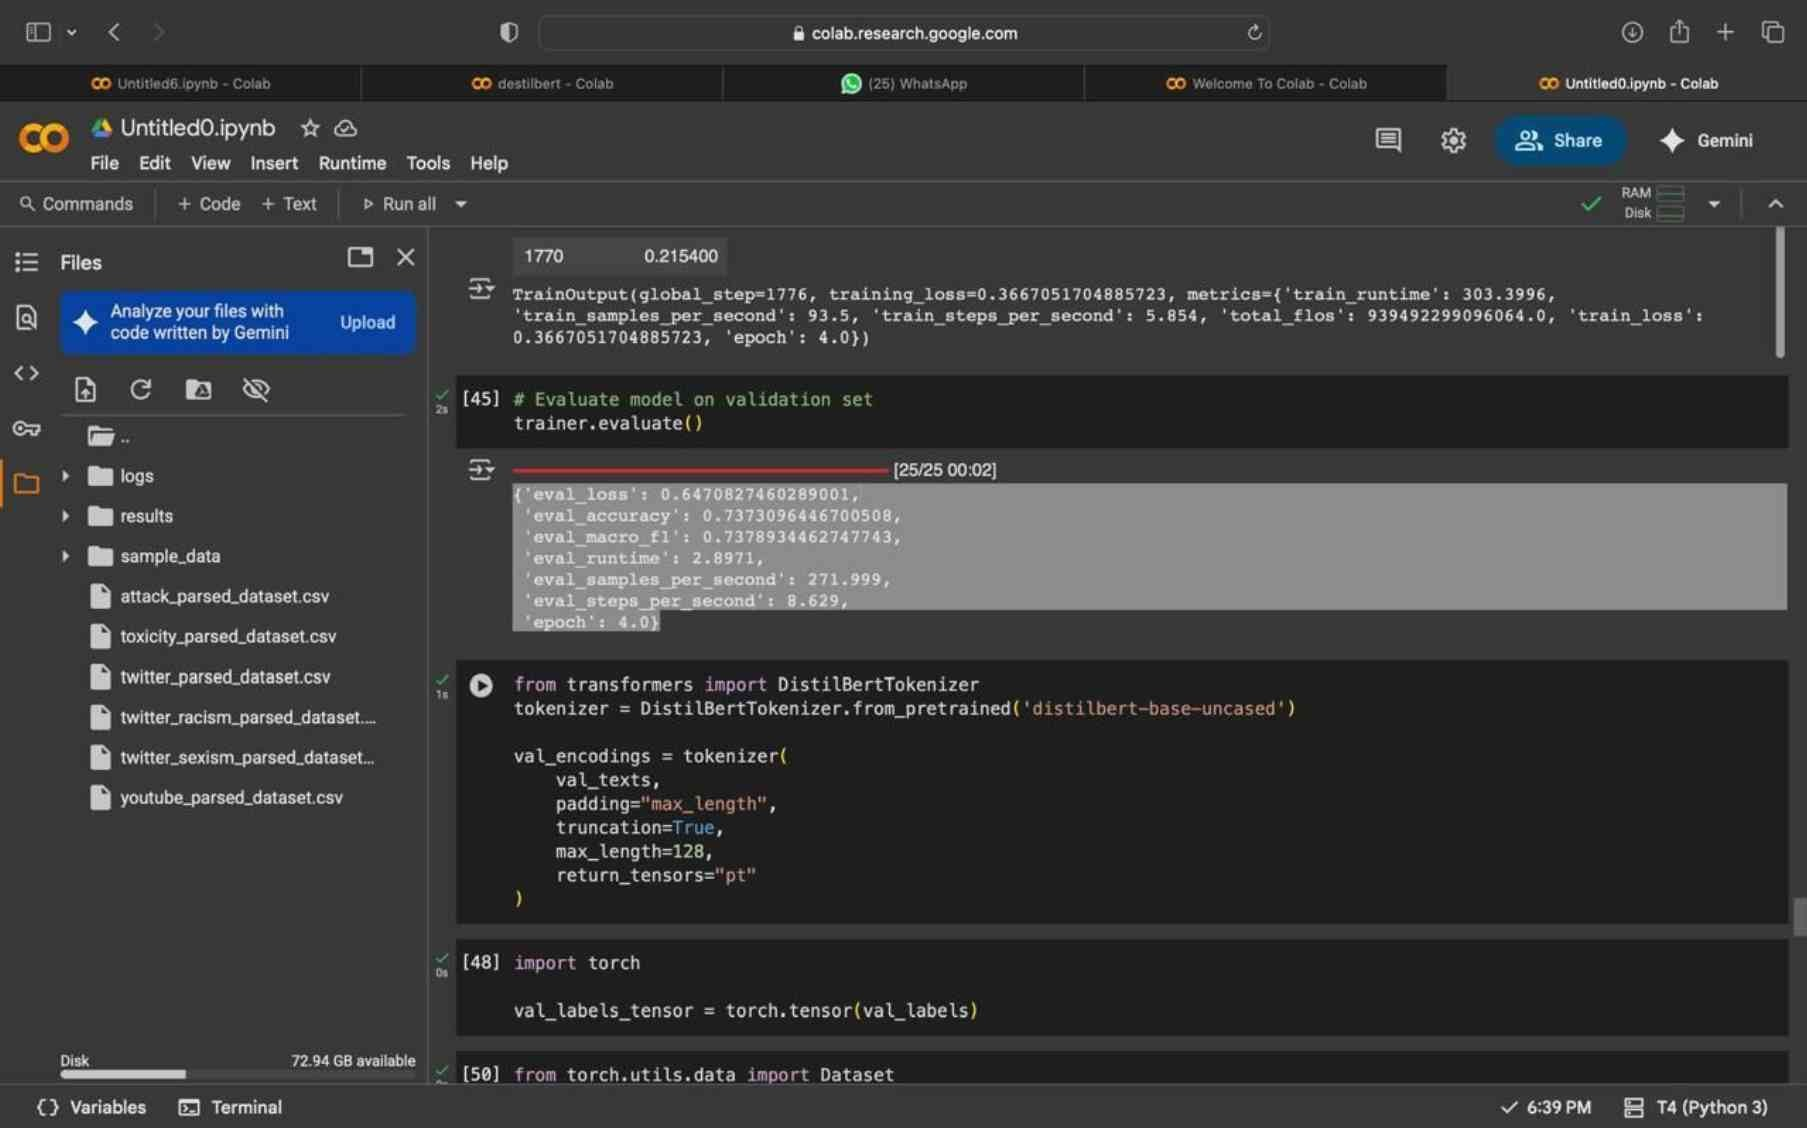 colab.research.google.com
Untitled6.ipynb - Colab
destilbert - Colab
(25) WhatsApp
Welcome To Colab - Colab
Untitled0.ipynb - Colab
Untitled0.ipynb
File Edit View Insert Runtime Tools Help
Share
Gemini
Commands + Code + Text Run all
RAM
Disk
Files
Analyze your files with
code written by Gemini
Upload
..
logs
results
sample_data
attack_parsed_dataset.csv
toxicity_parsed_dataset.csv
twitter_parsed_dataset.csv
twitter_racism_parsed_dataset....
twitter_sexism_parsed_dataset...
youtube_parsed_dataset.csv
Disk 72.94 GB available
1770 0.215400
TrainOutput(global_step=1776, training_loss=0.3667051704885723, metrics={'train_runtime': 303.3996,
'train_samples_per_second': 93.5, 'train_steps_per_second': 5.854, 'total_flos': 939492299096064.0, 'train_loss':
0.3667051704885723, 'epoch': 4.0})
2s
[45] # Evaluate model on validation set
trainer.evaluate()
[25/25 00:02]
{'eval_loss': 0.6470827460289001,
'eval_accuracy': 0.7373096446700508,
'eval_macro_f1': 0.7378934462747743,
'eval_runtime': 2.8971,
'eval_samples_per_second': 271.999,
'eval_steps_per_second': 8.629,
'epoch': 4.0}
1s
from transformers import DistilBertTokenizer
tokenizer = DistilBertTokenizer.from_pretrained('distilbert-base-uncased')
val_encodings = tokenizer(
val_texts,
padding="max_length",
truncation=True,
max_length=128,
return_tensors="pt"
)
0s
[48] import torch
val_labels_tensor = torch.tensor(val_labels)
[50] from torch.utils.data import Dataset
{} Variables Terminal
6:39 PM T4 (Python 3)